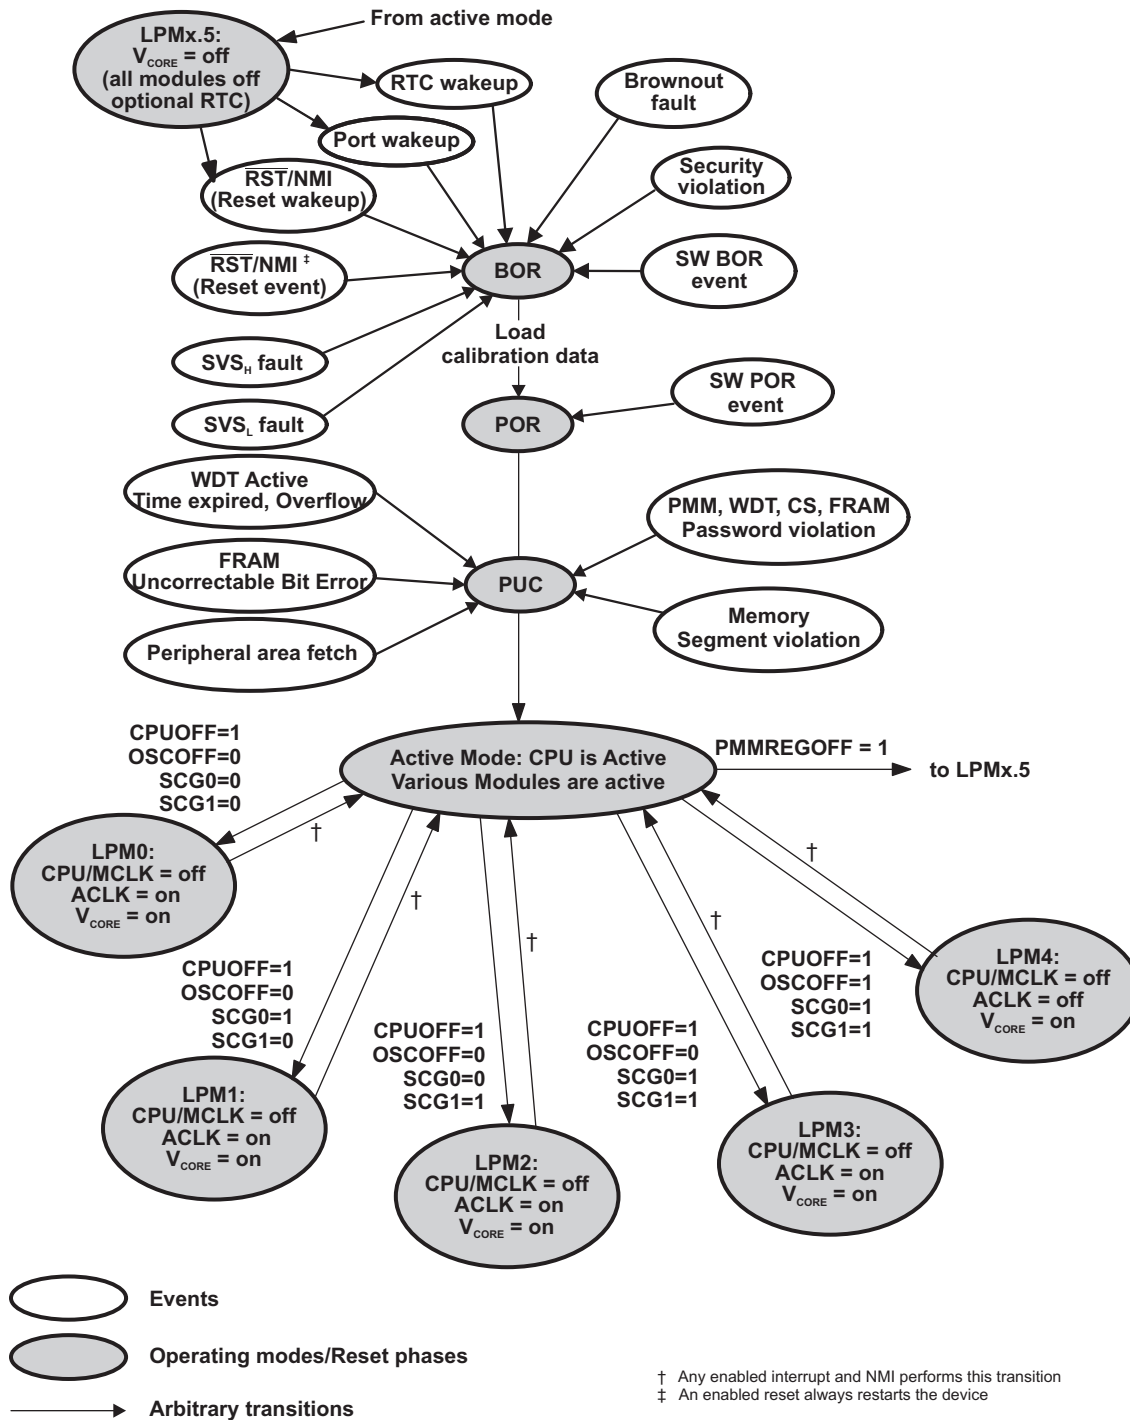 From active mode
LPMx.5:
VCORE = off
(all modules off
optional RTC)
RTC wakeup
Port wakeup
RST/NMI
(Reset wakeup)
Brownout
fault
Security
violation
RST/NMI ‡
(Reset event)
BOR
SW BOR
event
Load
calibration data
SVSH fault
SVSL fault
SW POR
event
POR
WDT Active
Time expired, Overflow
PMM, WDT, CS, FRAM
Password violation
FRAM
Uncorrectable Bit Error
PUC
Memory
Segment violation
Peripheral area fetch
CPUOFF=1
OSCOFF=0
SCG0=0
SCG1=0
Active Mode: CPU is Active
Various Modules are active
PMMREGOFF = 1
to LPMx.5
†
†
†
†
†
LPM0:
CPU/MCLK = off
ACLK = on
VCORE = on
CPUOFF=1
OSCOFF=0
SCG0=1
SCG1=0
CPUOFF=1
OSCOFF=0
SCG0=0
SCG1=1
CPUOFF=1
OSCOFF=0
SCG0=1
SCG1=1
CPUOFF=1
OSCOFF=1
SCG0=1
SCG1=1
LPM4:
CPU/MCLK = off
ACLK = off
VCORE = on
LPM1:
CPU/MCLK = off
ACLK = on
VCORE = on
LPM2:
CPU/MCLK = off
ACLK = on
VCORE = on
LPM3:
CPU/MCLK = off
ACLK = on
VCORE = on
Events
Operating modes/Reset phases
Arbitrary transitions
† Any enabled interrupt and NMI performs this transition
‡ An enabled reset always restarts the device